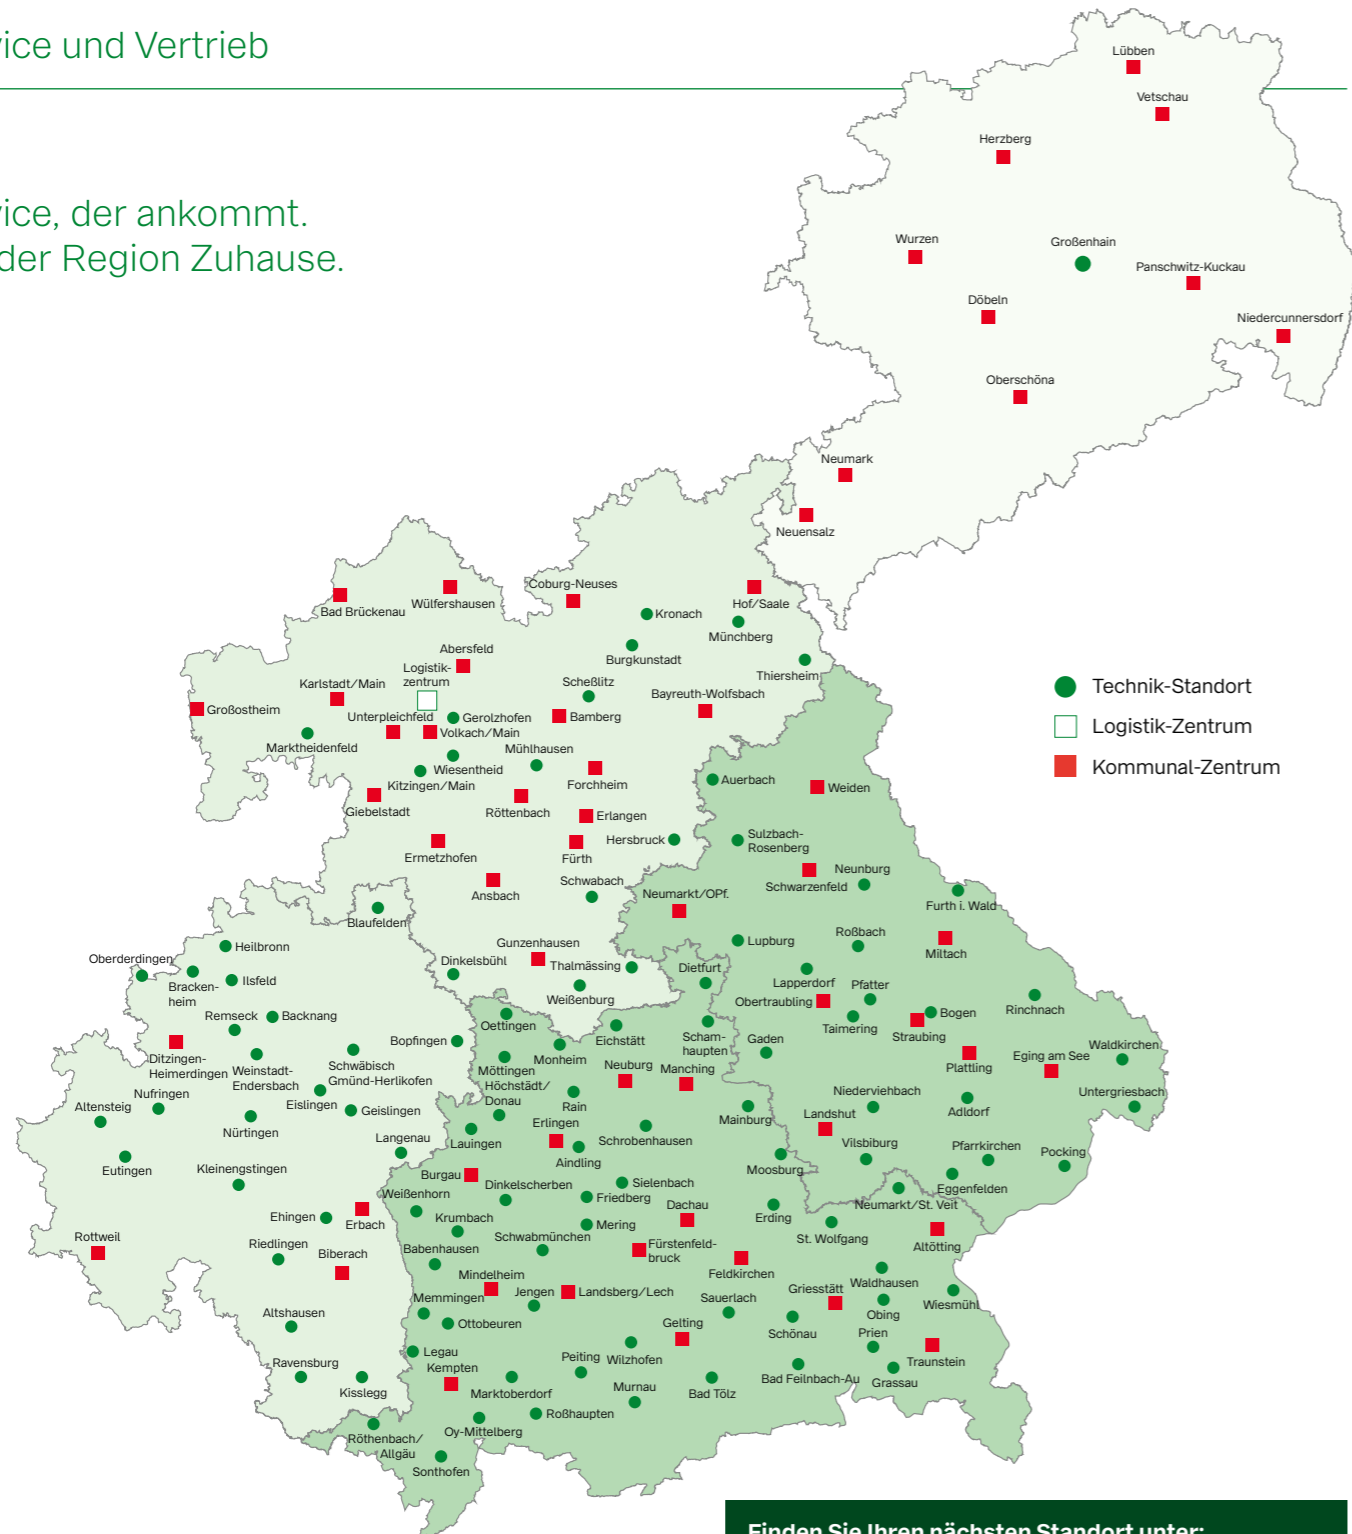 vice und Vertrieb
vice, der ankommt.
der Region Zuhause.
Lübben
Vetschau
Herzberg
Wurzen
Großenhain
Panschwitz-Kuckau
Döbeln
Niedercunnersdorf
Oberschöna
Neumark
Neuensalz
Coburg-Neuses
Hof/Saale
Bad Brückenau
Wülfershausen
Kronach
Münchberg
Abersfeld
Burgkunstadt
Logistik-
zentrum
Thiersheim
Karlstadt/Main
Scheßlitz
Bayreuth-Wolfsbach
Großostheim
Unterpleichfeld
Gerolzhofen
Bamberg
Volkach/Main
Marktheidenfeld
Mühlhausen
Wiesentheid
Kitzingen/Main
Forchheim
Giebelstadt
Röttenbach
Erlangen
Hersbruck
Ermetzhofen
Fürth
Ansbach
Schwabach
Technik-Standort
Logistik-Zentrum
Kommunal-Zentrum
Auerbach
Weiden
Sulzbach-
Rosenberg
Neunburg
Schwarzenfeld
Neumarkt/OPf.
Furth i. Wald
Blaufelden
Roßbach
Lupburg
Miltach
Heilbronn
Gunzenhausen
Oberderdingen
Dinkelsbühl
Thalmässing
Dietfurt
Bracken-
heim
Ilsfeld
Lapperdorf
Pfatter
Weißenburg
Obertraubling
Rinchnach
Remseck
Backnang
Oettingen
Taimering
Bogen
Straubing
Bopfingen
Eichstätt
Scham-
haupten
Gaden
Waldkirchen
Ditzingen-
Heimerdingen
Weinstadt-
Endersbach
Schwäbisch
Gmünd-Herlikofen
Möttingen
Monheim
Neuburg
Manching
Plattling
Eging am See
Höchstädt/
Donau
Nufringen
Eislingen
Niederviehbach
Untergriesbach
Altensteig
Geislingen
Rain
Mainburg
Adldorf
Nürtingen
Erlingen
Landshut
Langenau
Lauingen
Schrobenhausen
Vilsbiburg
Pfarrkirchen
Pocking
Eutingen
Kleinengstingen
Aindling
Moosburg
Burgau
Dinkelscherben
Sielenbach
Eggenfelden
Weißenhorn
Friedberg
Neumarkt/St. Veit
Ehingen
Erbach
Krumbach
Dachau
Erding
Mering
Schwabmünchen
St. Wolfgang
Rottweil
Altötting
Riedlingen
Biberach
Babenhausen
Fürstenfeld-
bruck
Feldkirchen
Mindelheim
Waldhausen
Memmingen
Jengen
Landsberg/Lech
Griesstätt
Sauerlach
Wiesmühl
Altshausen
Ottobeuren
Gelting
Obing
Schönau
Prien
Legau
Wilzhofen
Traunstein
Ravensburg
Kempten
Peiting
Kisslegg
Marktoberdorf
Murnau
Bad Tölz
Bad Feilnbach-Au
Grassau
Roßhaupten
Röthenbach/
Allgäu
Oy-Mittelberg
Sonthofen
Finden Sie Ihren nächsten Standort unter: